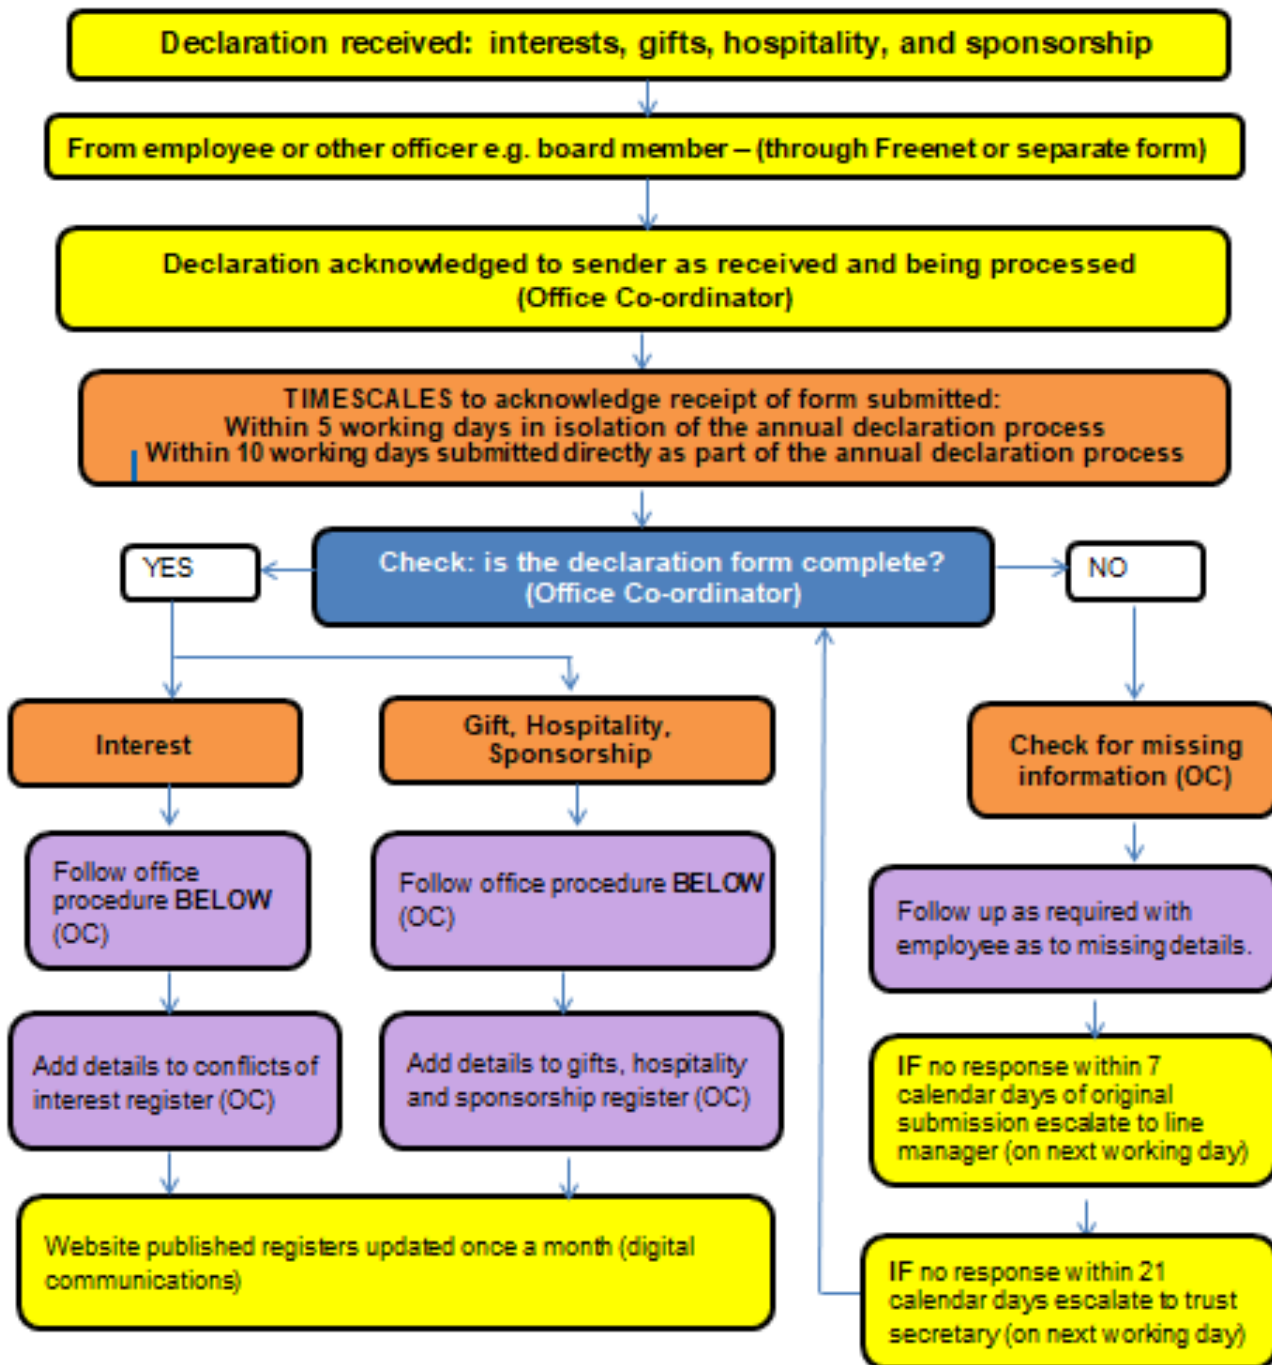 Declaration received: interests, gifts, hospitality, and sponsorship
From employee or other officer e.g. board member – (through Freenet or separate form)
Declaration acknowledged to sender as received and being processed
(Office Co-ordinator)
TIMESCALES to acknowledge receipt of form submitted:
Within 5 working days in isolation of the annual declaration process
Within 10 working days submitted directly as part of the annual declaration process
YES
Check: is the declaration form complete?
(Office Co-ordinator)
NO
Interest
Gift, Hospitality,
Sponsorship
Check for missing
information (OC)
Follow office
procedure BELOW
(OC)
Follow office procedure BELOW
(OC)
Follow up as required with
employee as to missing details.
Add details to conflicts of
interest register (OC)
Add details to gifts, hospitality
and sponsorship register (OC)
IF no response within 7
calendar days of original
submission escalate to line
manager (on next working day)
Website published registers updated once a month (digital
communications)
IF no response within 21
calendar days escalate to trust
secretary (on next working day)